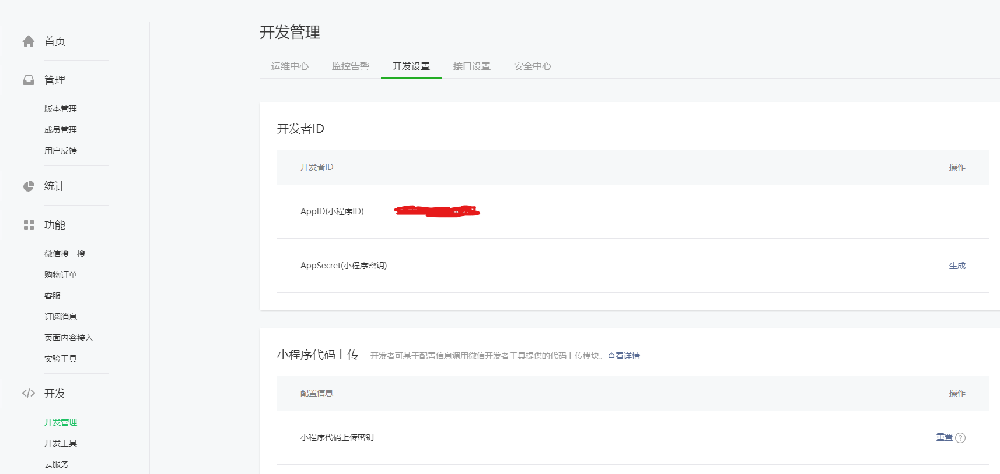 首页
管理
版本管理
成员管理
用户反馈
统计
功能
微信搜一搜
购物订单
客服
订阅消息
页面内容接入
实验工具
开发
开发管理
开发工具
云服务
开发管理
运维中心 监控告警 开发设置 接口设置 安全中心
开发者ID
开发者ID 操作
AppID(小程序ID)
AppSecret(小程序密钥) 生成
小程序代码上传 开发者可基于配置信息调用微信开发者工具提供的代码上传模块。查看详情
配置信息 操作
小程序代码上传密钥 重置 ?